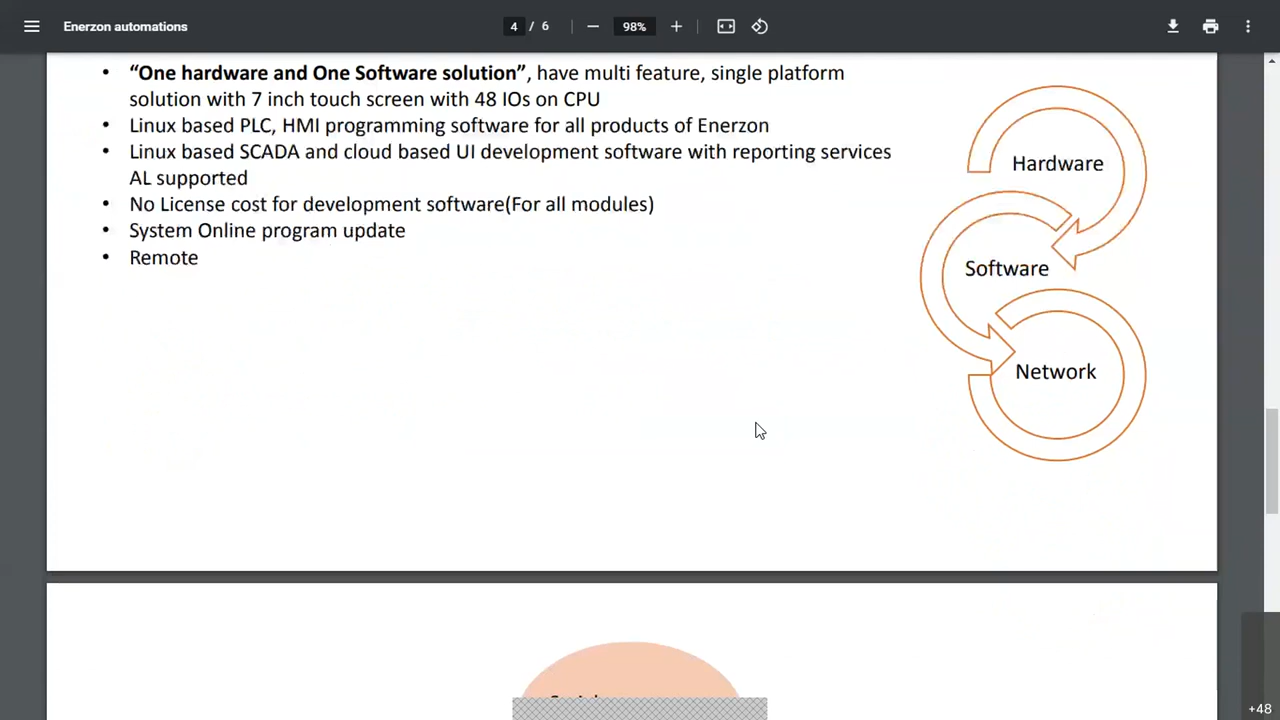 Enerzon automations
4 / 6
98%
• “One hardware and One Software solution”, have multi feature, single platform
solution with 7 inch touch screen with 48 IOs on CPU
• Linux based PLC, HMI programming software for all products of Enerzon
• Linux based SCADA and cloud based UI development software with reporting services
AL supported
• No License cost for development software(For all modules)
• System Online program update
• Remote
Hardware
Software
Network
+48